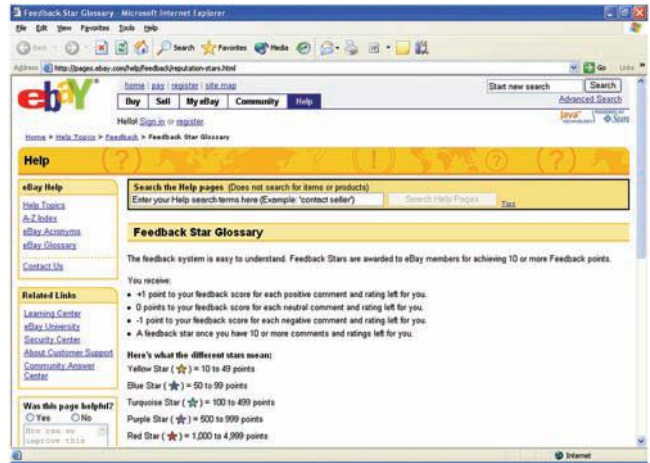 Feedback Star Glossary - Microsoft Internet Explorer
File Edit View Favorites Tools Help
Back Search Favorites Media
Address http://pages.ebay.com/help/feedback/reputation-stars.html Go Links
ebY
home | pay | register | site map
Start new search Search
Buy Sell My eBay Community Help
Advanced Search
Hello! Sign in or register.
Java Sun
Home > Help Topics > Feedback > Feedback Star Glossary
Help
eBay Help
Help Topics
A-Z Index
eBay Acronyms
eBay Glossary
Contact Us
Related Links
Learning Center
eBay University
Security Center
About Customer Support
Community Answer
Center
Was this page helpful?
Yes No
How can we
improve this
Search the Help pages (Does not search for items or products)
Enter your Help search terms here (Example: 'contact seller') Search Help Pages Tips
Feedback Star Glossary
The feedback system is easy to understand. Feedback Stars are awarded to eBay members for achieving 10 or more Feedback points.
You receive:
• +1 point to your feedback score for each positive comment and rating left for you.
• 0 points to your feedback score for each neutral comment and rating left for you.
• -1 point to your feedback score for each negative comment and rating left for you.
• A feedback star once you have 10 or more comments and ratings left for you.
Here's what the different stars mean:
Yellow Star ( ) = 10 to 49 points
Blue Star ( ) = 50 to 99 points
Turquoise Star ( ) = 100 to 499 points
Purple Star ( ) = 500 to 999 points
Red Star ( ) = 1,000 to 4,999 points
Internet